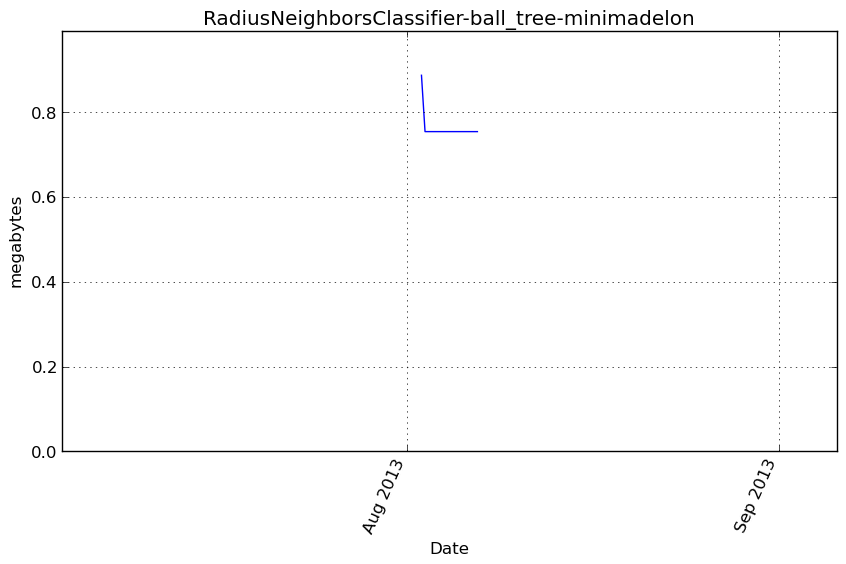 RadiusNeighborsClassifier-ball_tree-minimadelon
megabytes
0.8
0.6
0.4
0.2
0.0
Aug 2013
Sep 2013
Date